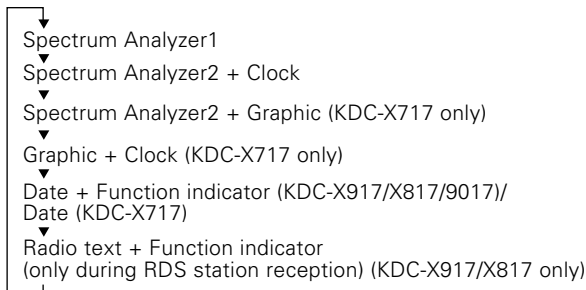 Spectrum Analyzer1
Spectrum Analyzer2 + Clock
Spectrum Analyzer2 + Graphic (KDC-X717 only)
Graphic + Clock (KDC-X717 only)
Date + Function indicator (KDC-X917/X817/9017)/
Date (KDC-X717)
Radio text + Function indicator
(only during RDS station reception) (KDC-X917/X817 only)